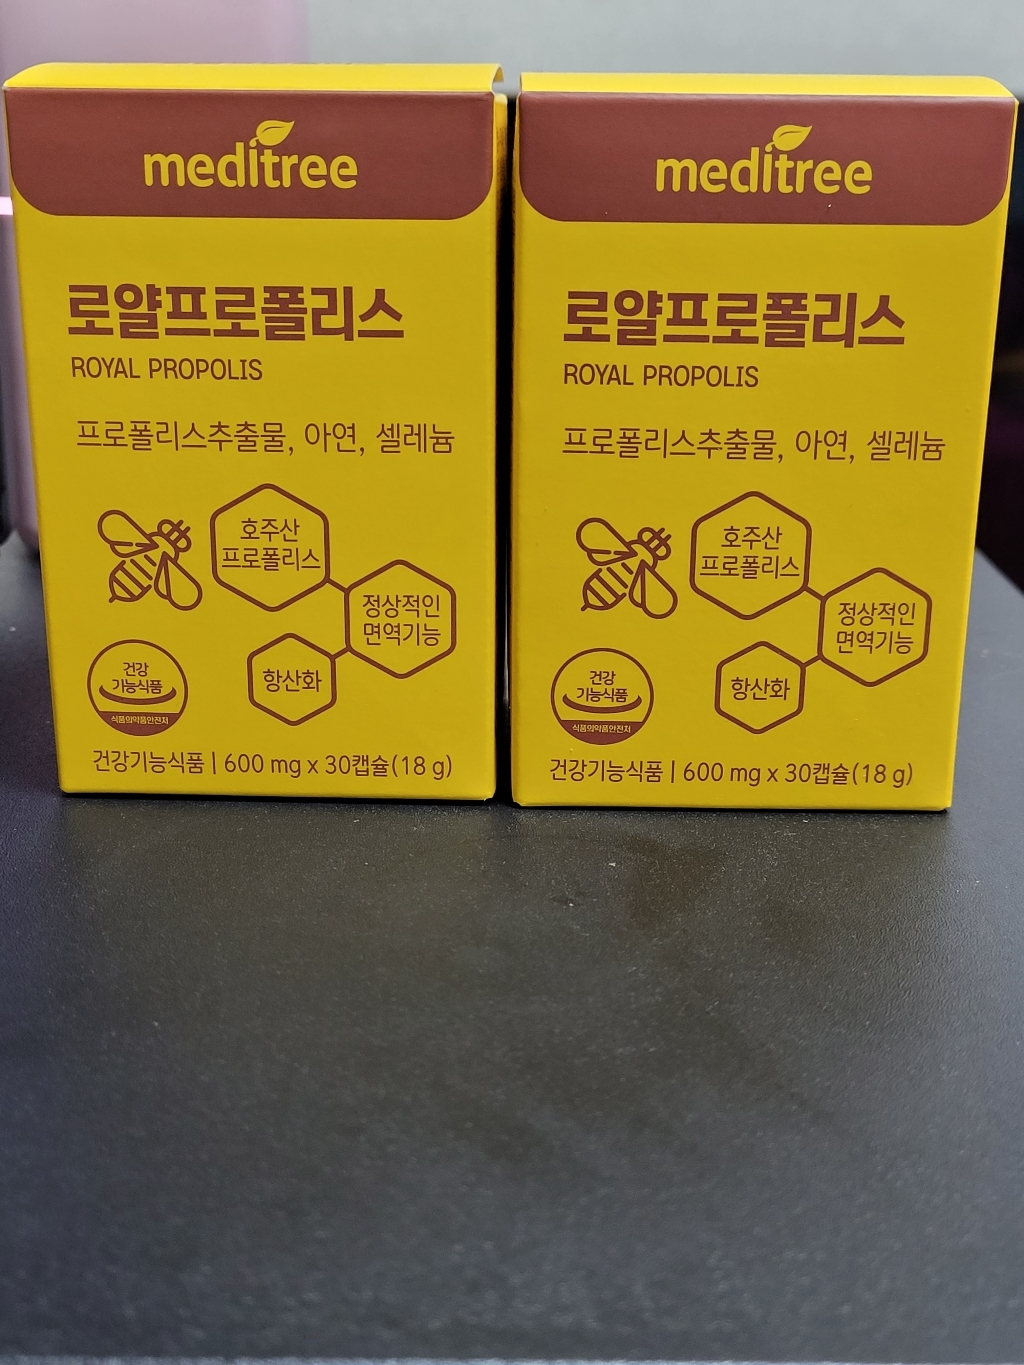 meditree
로얄프로폴리스
ROYAL PROPOLIS
프로폴리스추출물, 아연, 셀레늄
호주산
프로폴리스
정상적인
면역기능
항산화
건강
기능식품
식품의약품안전처
건강기능식품 | 600 mg x 30캡슐(18 g)
meditree
로얄프로폴리스
ROYAL PROPOLIS
프로폴리스추출물, 아연, 셀레늄
호주산
프로폴리스
정상적인
면역기능
항산화
건강
기능식품
식품의약품안전처
건강기능식품 | 600 mg x 30캡슐(18 g)